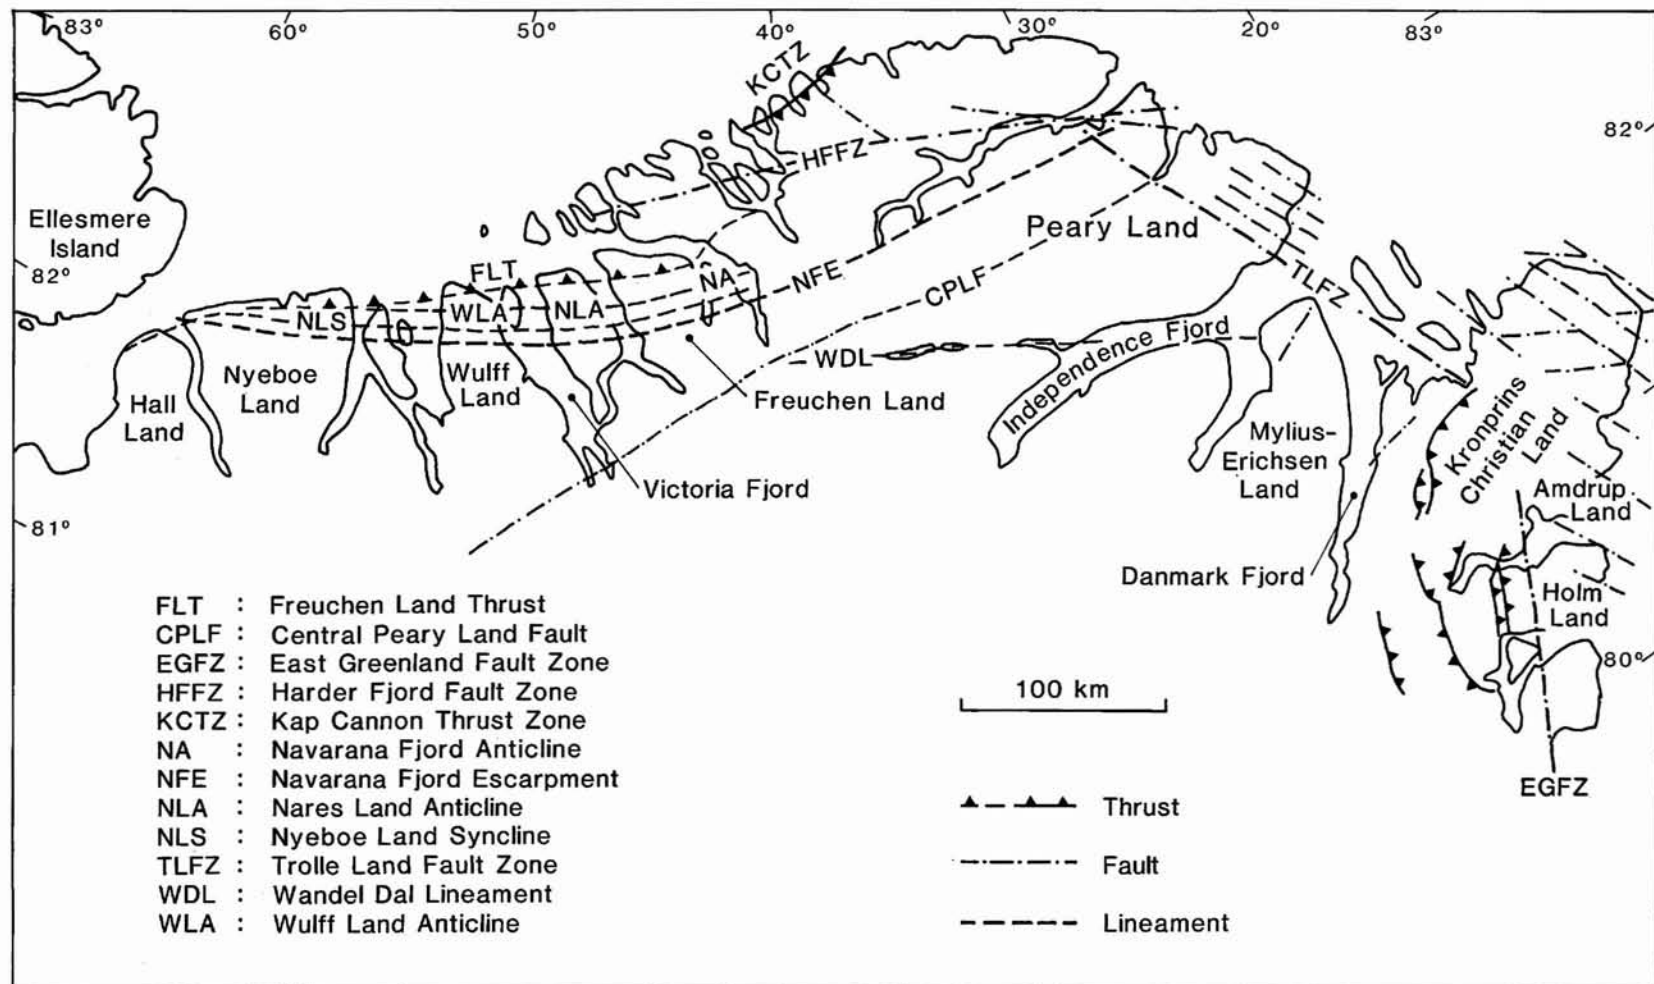 83° 60° 50° 40° 30° 20° 83°
KCTZ
82°
HFFZ
Ellesmere
Island
Peary Land
82°
FLT
NA
NFE
TLFZ
CPLF
NLS
WLA
NLA
WDL
Independence Fjord
Nyeboe
Land
Wulff
Land
Freuchen Land
Hall
Land
Mylius-
Erichsen
Land
Kronprins
Christian
Land
Victoria Fjord
Amdrup
Land
81°
Danmark Fjord
Holm
Land
80°
FLT : Freuchen Land Thrust
CPLF : Central Peary Land Fault
EGFZ : East Greenland Fault Zone
HFFZ : Harder Fjord Fault Zone
KCTZ : Kap Cannon Thrust Zone
NA : Navarana Fjord Anticline
NFE : Navarana Fjord Escarpment
NLA : Nares Land Anticline
NLS : Nyeboe Land Syncline
TLFZ : Trolle Land Fault Zone
WDL : Wandel Dal Lineament
WLA : Wulff Land Anticline
100 km
EGFZ
Thrust
Fault
Lineament